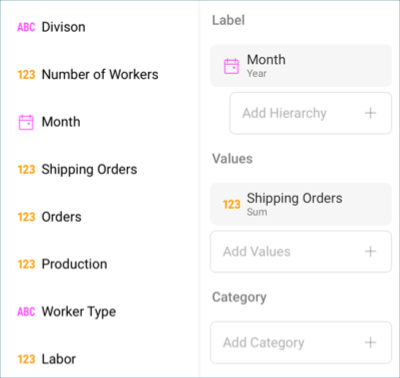 ABC Divison
123 Number of Workers
Month
123 Shipping Orders
123 Orders
123 Production
ABC Worker Type
123 Labor
Label
Month
Year
Add Hierarchy +
Values
123 Shipping Orders
Sum
Add Values +
Category
Add Category +